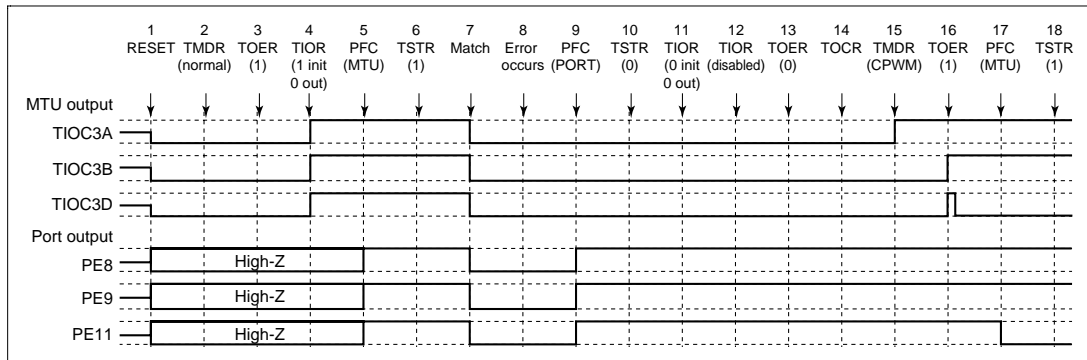 1 2 3 4 5 6 7 8 9 10 11 12 13 14 15 16 17 18
RESET TMDR TOER TIOR PFC TSTR Match Error PFC TSTR TIOR TIOR TOER TOCR TMDR TOER PFC TSTR
(normal) (1) (1 init (MTU) (1) occurs (PORT) (0) (0 init (disabled) (0) (CPWM) (1) (MTU) (1)
0 out) 0 out)
MTU output
TIOC3A
TIOC3B
TIOC3D
Port output
PE8 High-Z
PE9 High-Z
PE11 High-Z